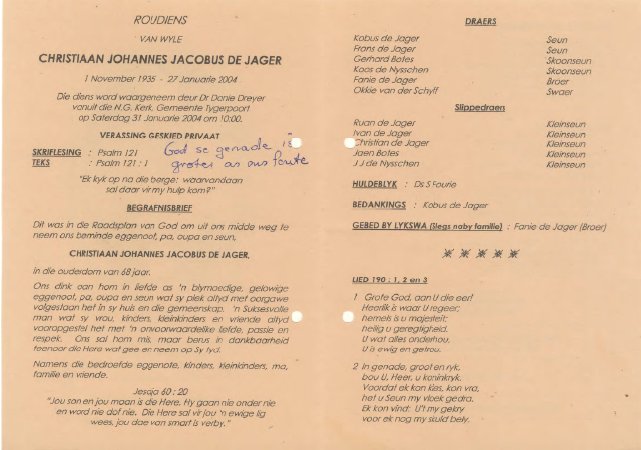 ROUDIENS
VAN WYLE
CHRISTIAAN JOHANNES JACOBUS DE JAGER
1 November 1935 - 27 Januarie 2004
Die diens word waargeneem deur Dr Danie Dreyer
vanuit die N.G. Kerk, Gemeente Tygerpoort
op Saterdag 31 Januarie 2004 om 10:00.
VERASSING GESKIED PRIVAAT
God se genade is
groter as ons foute
SKRIFLESING : Psalm 121
TEKS : Psalm 121 : 1
"Ek kyk op na die berge: waarvandaan
sal daar vir my hulp kom?"
BEGRAFNISBRIEF
Dit was in die Raadsplan van God om uit ons midde weg te
neem ons beminde eggenoot, pa, oupa en seun,
CHRISTIAAN JOHANNES JACOBUS DE JAGER,
in die ouderdom van 68 jaar.
Ons dink aan hom in liefde as 'n blymoedige, gelowige
eggenoot, pa, oupa en seun wat sy plek altyd met oorgawe
volgestaan het in sy huis en die gemeenskap. 'n Suksesvolle
man wat sy vrou, kinders, kleinkinders en vriende altyd
vooropgestel het met 'n onvoorwaardelike liefde, passie en
respek. Ons sal hom mis, maar berus in dankbaarheid
teenoor die Here wat gee en neem op Sy tyd.
Namens die bedroefde eggenote, kinders, kleinkinders, ma,
familie en vriende.
Jesaja 60 : 20
"Jou son en jou maan is die Here, Hy gaan nie onder nie
en word nie dof nie. Die Here sal vir jou 'n ewige lig
wees, jou dae van smart is verby."
DRAERS
Kobus de Jager Seun
Frans de Jager Seun
Gerhard Botes Skoonseun
Koos de Nysschen Skoonseun
Fanie de Jager Broer
Okkie van der Schyff Swaer
Slippedraers
Ruan de Jager Kleinseun
Ivan de Jager Kleinseun
Christian de Jager Kleinseun
Jaen Botes Kleinseun
J J de Nysschen Kleinseun
HULDEBLYK : Ds S Fourie
BEDANKINGS : Kobus de Jager
GEBED BY LYKSWA (Slegs naby familie) : Fanie de Jager (Broer)
LIED 190 : 1, 2 en 3
1 Grote God, aan U die eer!
Heerlik is waar U regeer;
hemels is u majesteit;
heilig u geregtigheid.
U wat alles onderhou,
U is ewig en getrou.
2 In genade, groot en ryk,
bou U, Heer, u koninkryk.
Voordat ek kon kies, kon vra,
het u Seun my vloek gedra.
Ek kon vind: U't my gekry
voor ek nog my skuld bely.